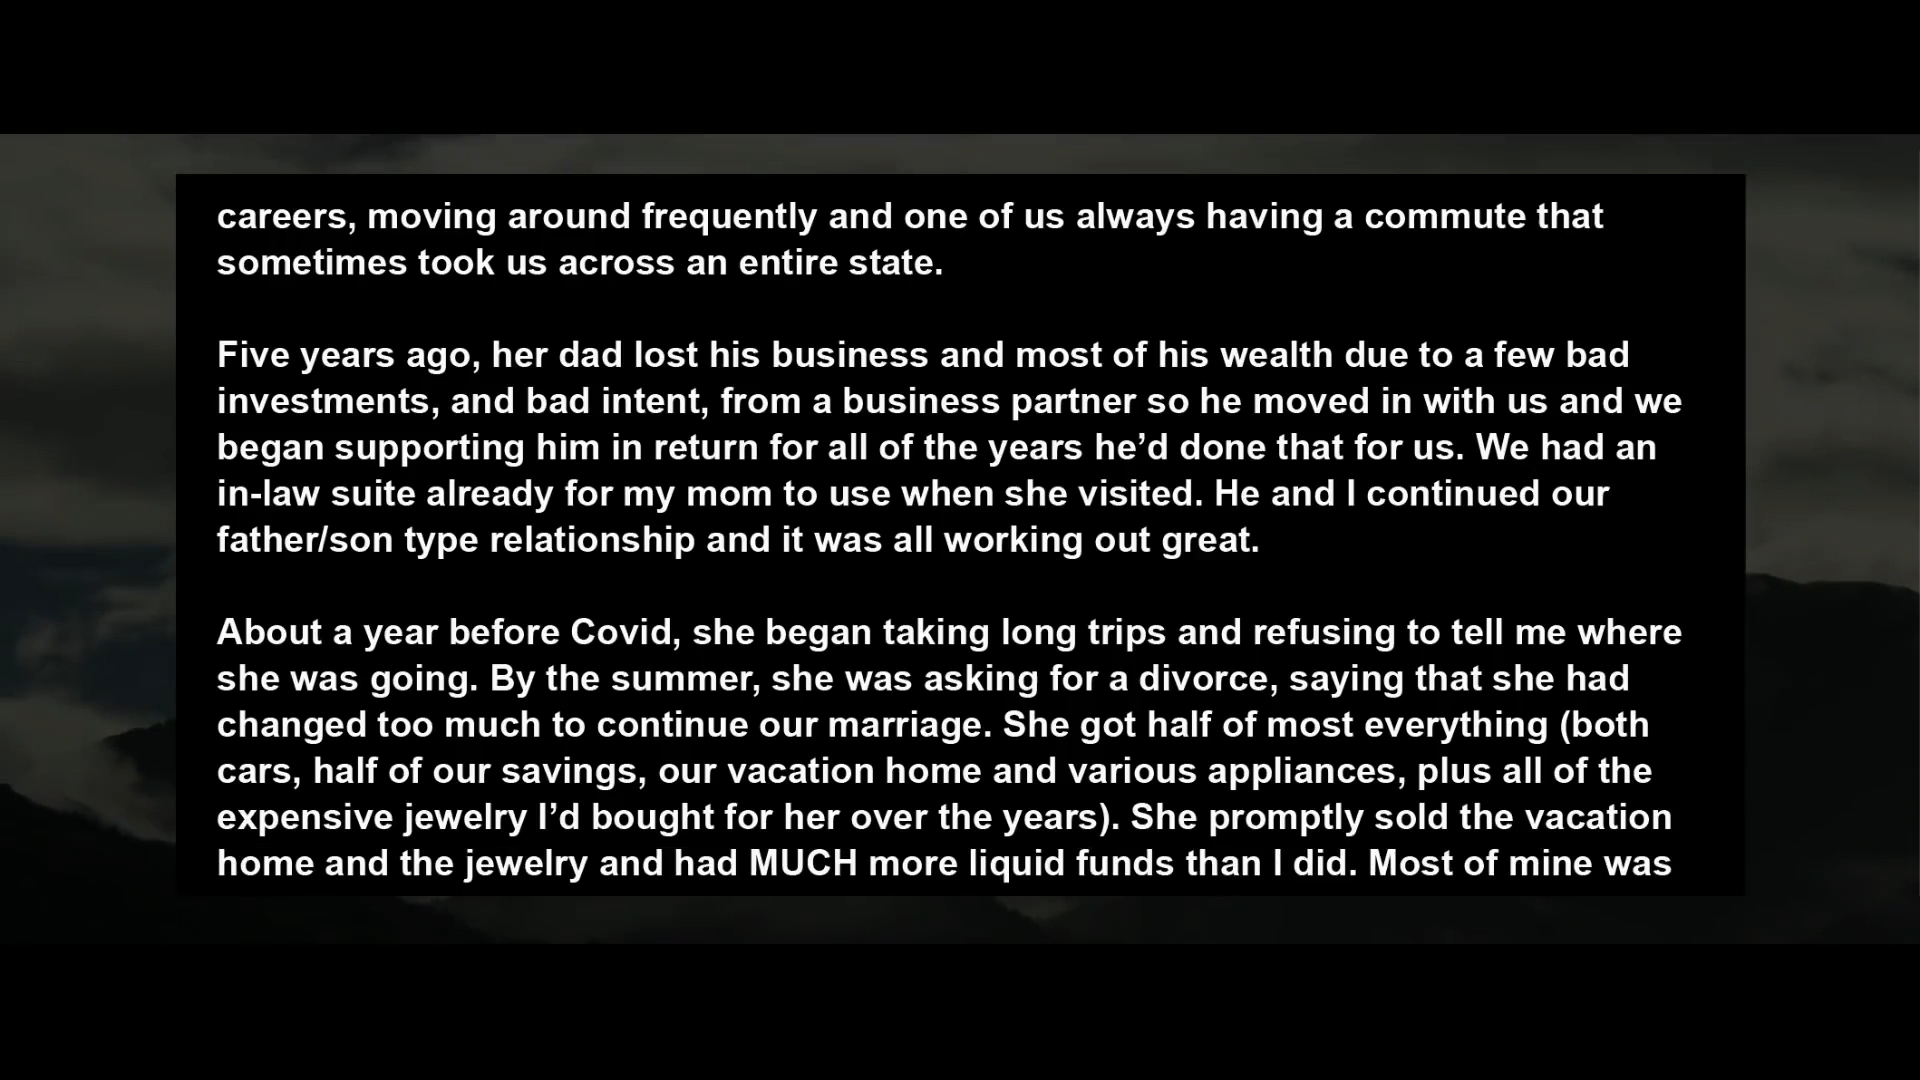 careers, moving around frequently and one of us always having a commute that
sometimes took us across an entire state.
Five years ago, her dad lost his business and most of his wealth due to a few bad
investments, and bad intent, from a business partner so he moved in with us and we
began supporting him in return for all of the years he’d done that for us. We had an
in-law suite already for my mom to use when she visited. He and I continued our
father/son type relationship and it was all working out great.
About a year before Covid, she began taking long trips and refusing to tell me where
she was going. By the summer, she was asking for a divorce, saying that she had
changed too much to continue our marriage. She got half of most everything (both
cars, half of our savings, our vacation home and various appliances, plus all of the
expensive jewelry I’d bought for her over the years). She promptly sold the vacation
home and the jewelry and had MUCH more liquid funds than I did. Most of mine was